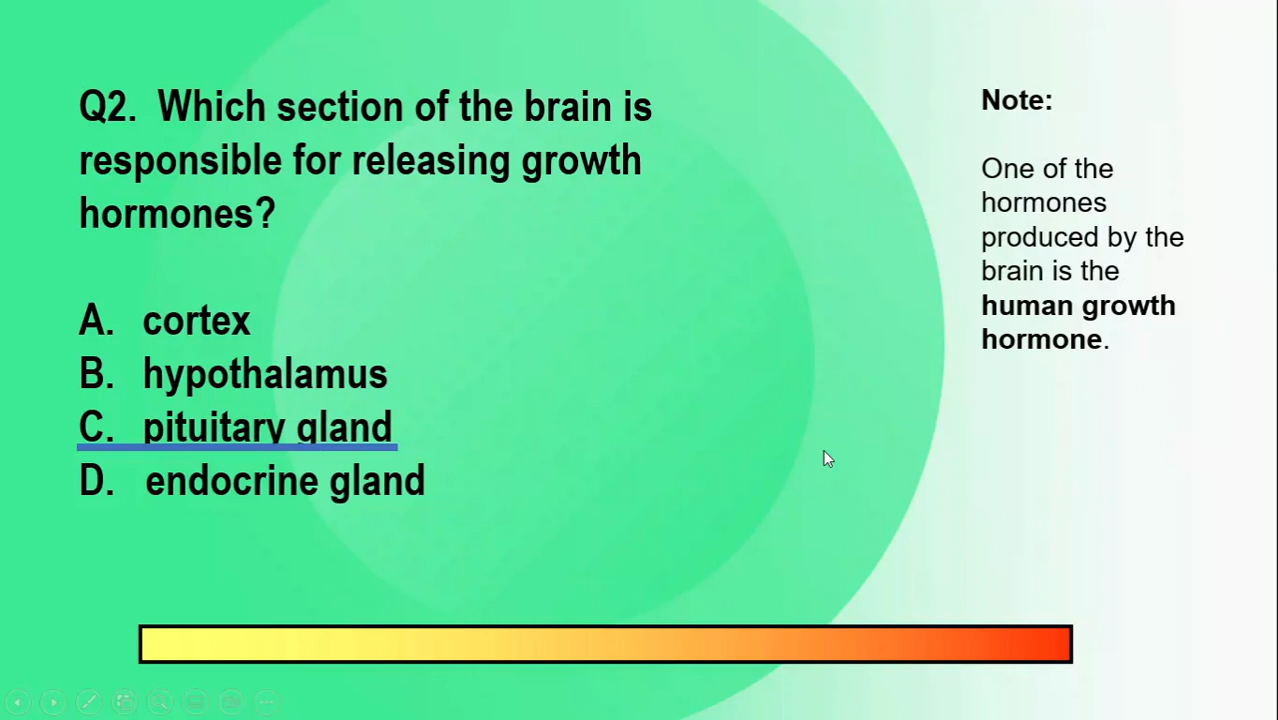 Q2. Which section of the brain is
responsible for releasing growth
hormones?
A. cortex
B. hypothalamus
C. pituitary gland
D. endocrine gland
Note:
One of the
hormones
produced by the
brain is the
human growth
hormone.